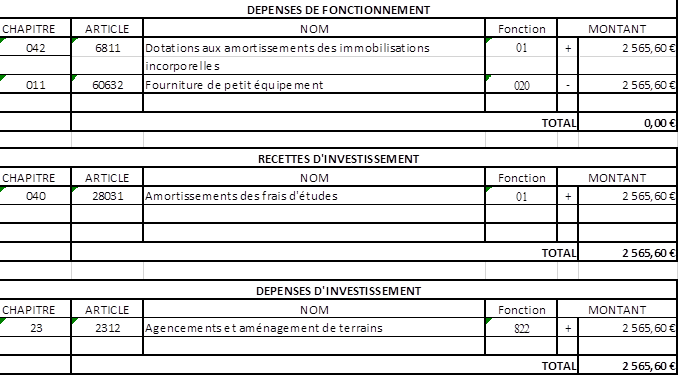 DEPENSES DE FONCTIONNEMENT
CHAPITRE ARTICLE NOM Fonction MONTANT
042 6811 Dotations aux amortissements des immobilisations 01 + 2 565,60 €
incorporelles
011 60632 Fourniture de petit équipement 020 - 2 565,60 €
TOTAL 0,00 €
RECETTES D'INVESTISSEMENT
CHAPITRE ARTICLE NOM Fonction MONTANT
040 28031 Amortissements des frais d'études 01 + 2 565,60 €
TOTAL 2 565,60 €
DEPENSES D'INVESTISSEMENT
CHAPITRE ARTICLE NOM Fonction MONTANT
23 2312 Agencements et aménagement de terrains 822 + 2 565,60 €
TOTAL 2 565,60 €